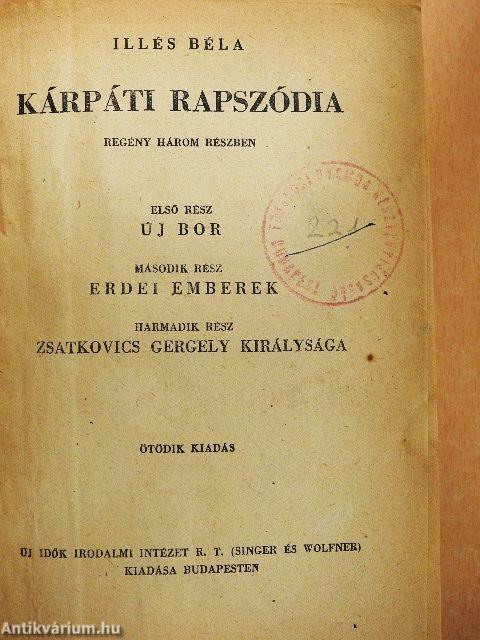 ILLÉS BÉLA
KÁRPÁTI RAPSZÓDIA
REGÉNY HÁROM RÉSZBEN
ELSŐ RÉSZ
ÚJ BOR
MÁSODIK RÉSZ
ERDEI EMBEREK
HARMADIK RÉSZ
ZSATKOVICS GERGELY KIRÁLYSÁGA
221
ÖTÖDIK KIADÁS
ÚJ IDŐK IRODALMI INTÉZET R. T. (SINGER ÉS WOLFNER)
KIADÁSA BUDAPESTEN
Antikvárium.hu